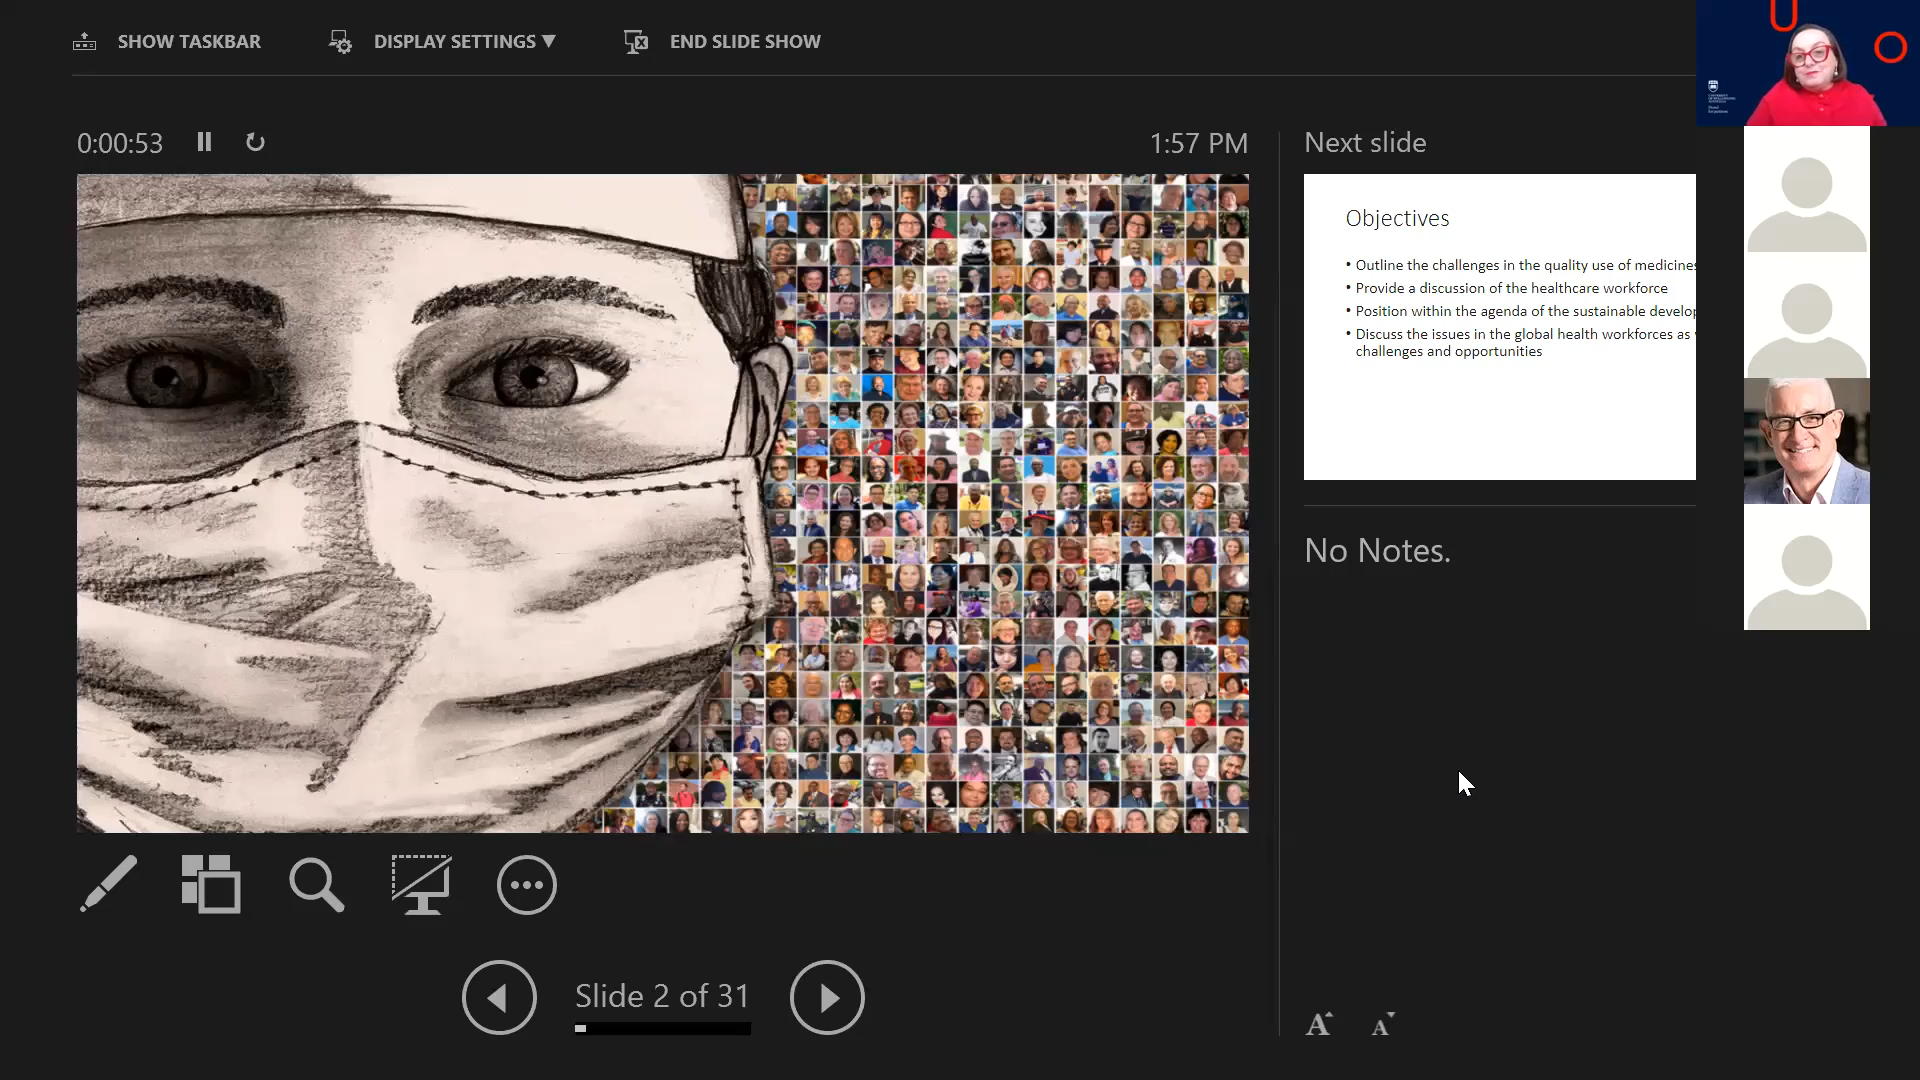 SHOW TASKBAR
DISPLAY SETTINGS ▼
END SLIDE SHOW
0:00:53
1:57 PM
Next slide
Objectives
• Outline the challenges in the quality use of medicines
• Provide a discussion of the healthcare workforce
• Position within the agenda of the sustainable develop
• Discuss the issues in the global health workforces as
challenges and opportunities
No Notes.
Slide 2 of 31
A A
U O